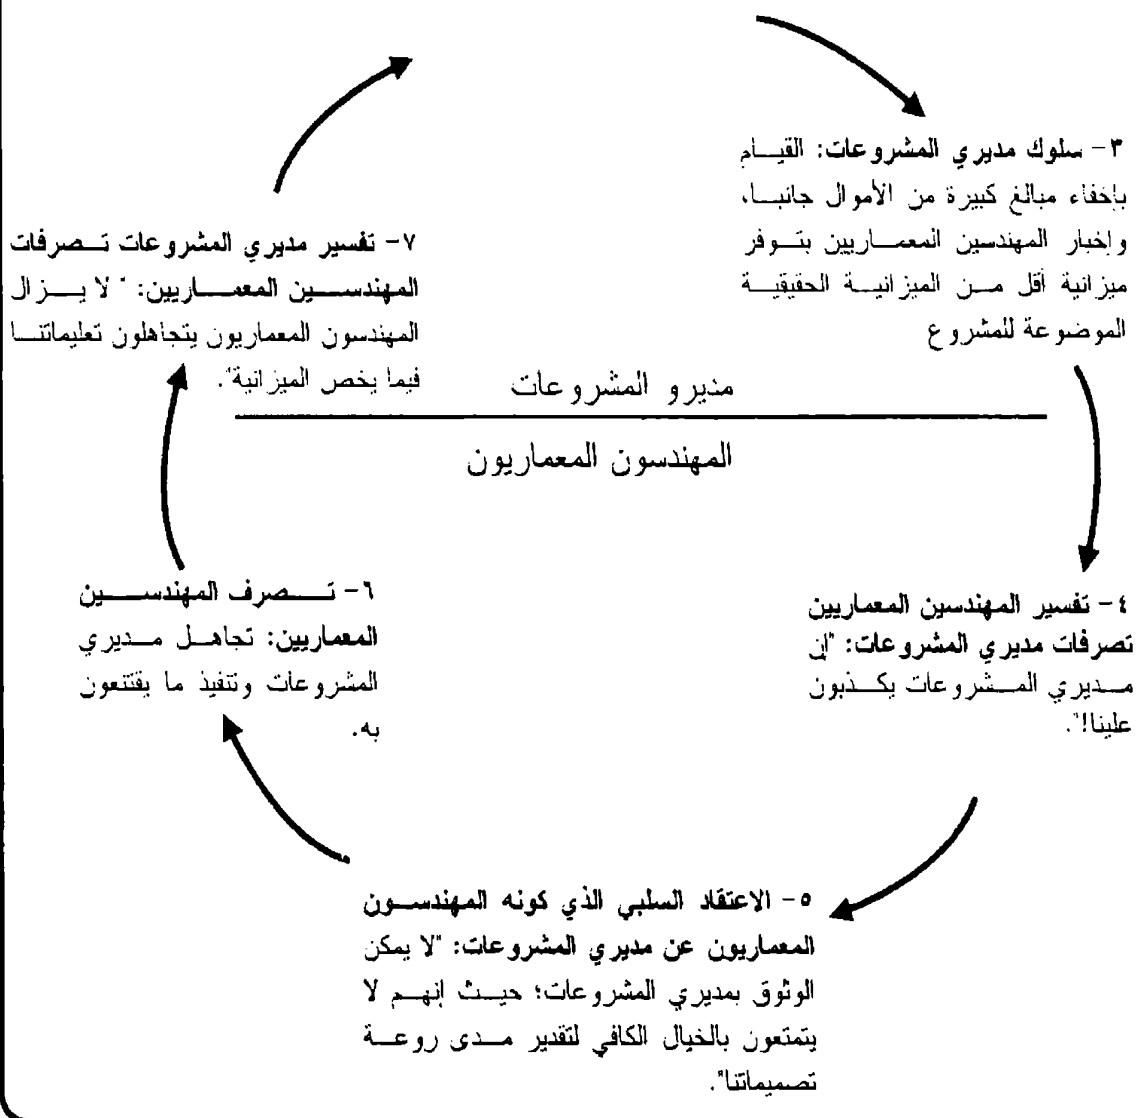 ٣- سلوك مديري المشروعات: القيام
بإخفاء مبالغ كبيرة من الأموال جانبا،
وإخبار المهندسين المعماريين بتوفر
ميزانية أقل من الميزانية الحقيقية
الموضوعة للمشروع
٧- تفسير مديري المشروعات تصرفات
المهندسين المعماريين: "لا يزال
المهندسون المعماريون يتجاهلون تعليماتنا
فيما يخص الميزانية".
مديرو المشروعات
المهندسون المعماريون
٤- تفسير المهندسين المعماريين
تصرفات مديري المشروعات: "إن
مديري المشروعات يكذبون
علينا!".
٦- تصرف المهندسين
المعماريين: تجاهل مديري
المشروعات وتنفيذ ما يقتنعون
به.
٥- الاعتقاد السلبي الذي كونه المهندسون
المعماريون عن مديري المشروعات: "لا يمكن
الوثوق بمديري المشروعات؛ حيث إنهم لا
يتمتعون بالخيال الكافي لتقدير مدى روعة
تصميماتنا".